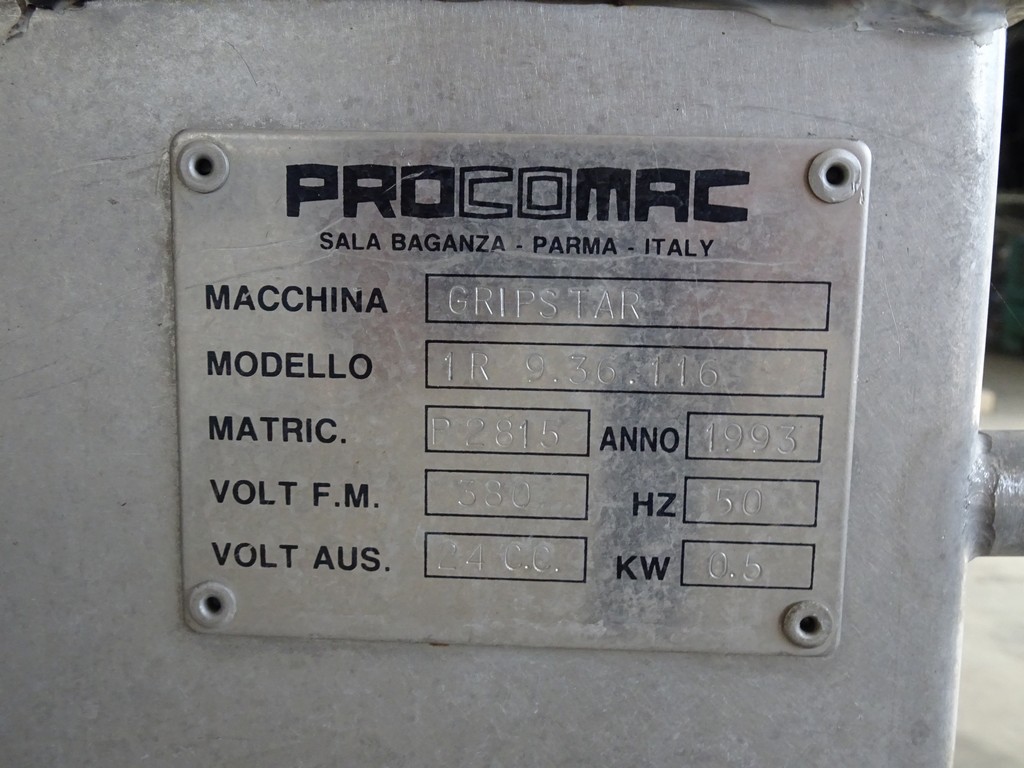 PROCOMAC
SALA BAGANZA - PARMA - ITALY
MACCHINA GRIPSTAR
MODELLO 1R 9.36.116
MATRIC. P2815 ANNO 1993
VOLT F.M. 380 HZ 50
VOLT AUS. 24 C.C. KW 0.5